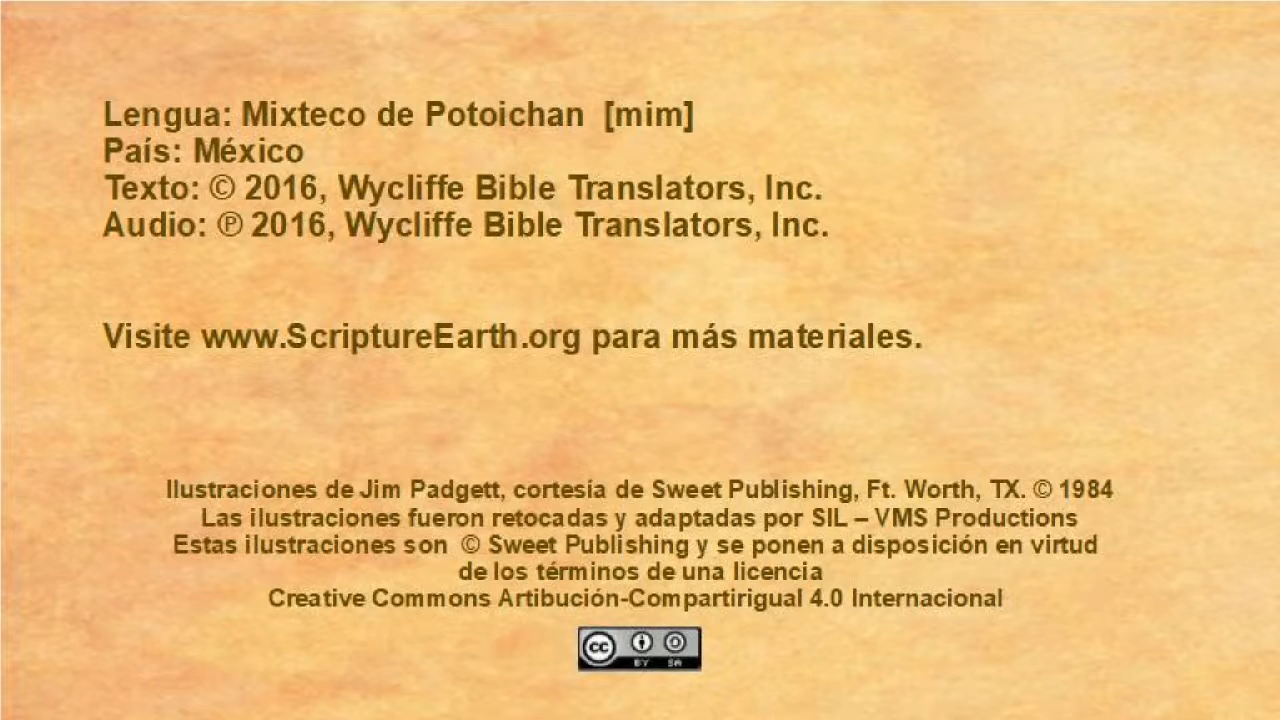 Lengua: Mixteco de Potoichan [mim]
País: México
Texto: © 2016, Wycliffe Bible Translators, Inc.
Audio: ℗ 2016, Wycliffe Bible Translators, Inc.
Visite www.ScriptureEarth.org para más materiales.
Ilustraciones de Jim Padgett, cortesía de Sweet Publishing, Ft. Worth, TX. © 1984
Las ilustraciones fueron retocadas y adaptadas por SIL – VMS Productions
Estas ilustraciones son © Sweet Publishing y se ponen a disposición en virtud
de los términos de una licencia
Creative Commons Artibución-Compartirigual 4.0 Internacional
cc BY SA